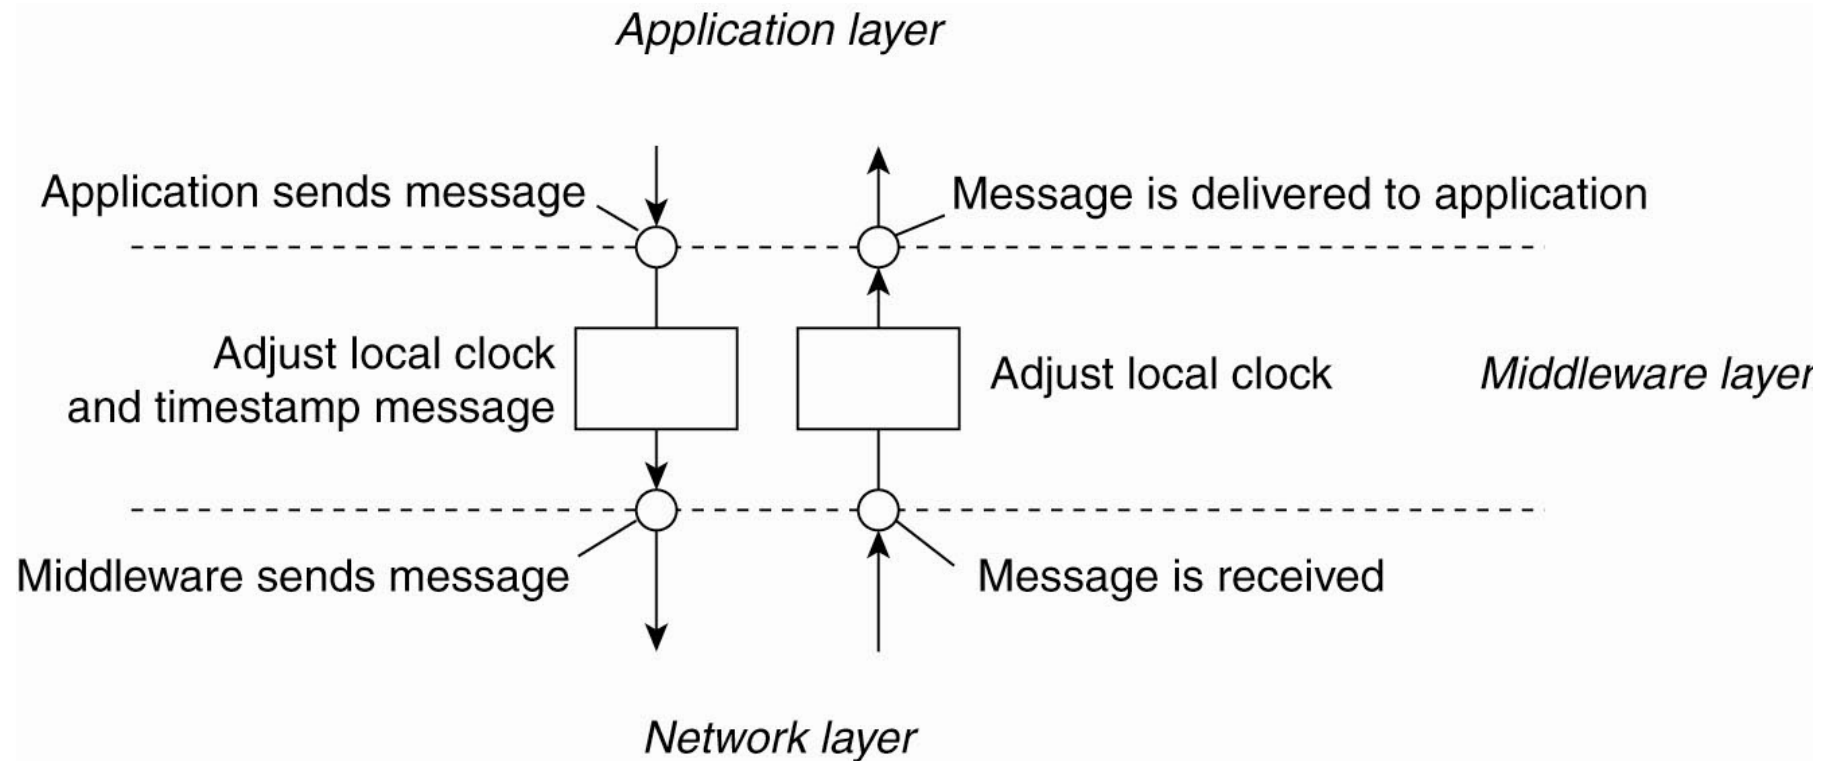 Application layer
Application sends message
Message is delivered to application
Adjust local clock
and timestamp message
Adjust local clock
Middleware layer
Middleware sends message
Message is received
Network layer